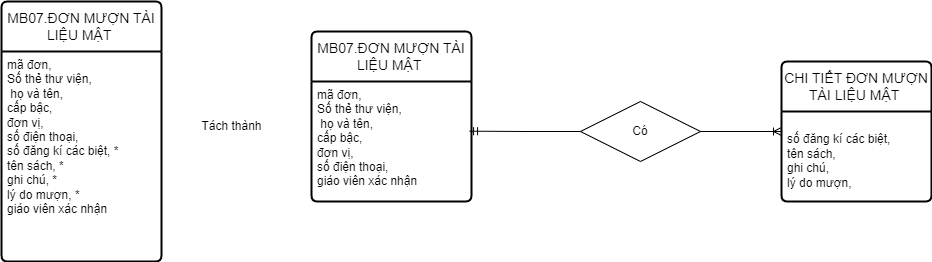 MB07.ĐƠN MƯỢN TÀI
LIỆU MẬT
mã đơn,
Số thẻ thư viện,
họ và tên,
cấp bậc,
đơn vị,
số điện thoại,
số đăng kí các biệt, *
tên sách, *
ghi chú, *
lý do mượn, *
giáo viên xác nhận
Tách thành
MB07.ĐƠN MƯỢN TÀI
LIỆU MẬT
mã đơn,
Số thẻ thư viện,
họ và tên,
cấp bậc,
đơn vị,
số điện thoại,
giáo viên xác nhận
Có
CHI TIẾT ĐƠN MƯỢN
TÀI LIỆU MẬT
số đăng kí các biệt,
tên sách,
ghi chú,
lý do mượn,